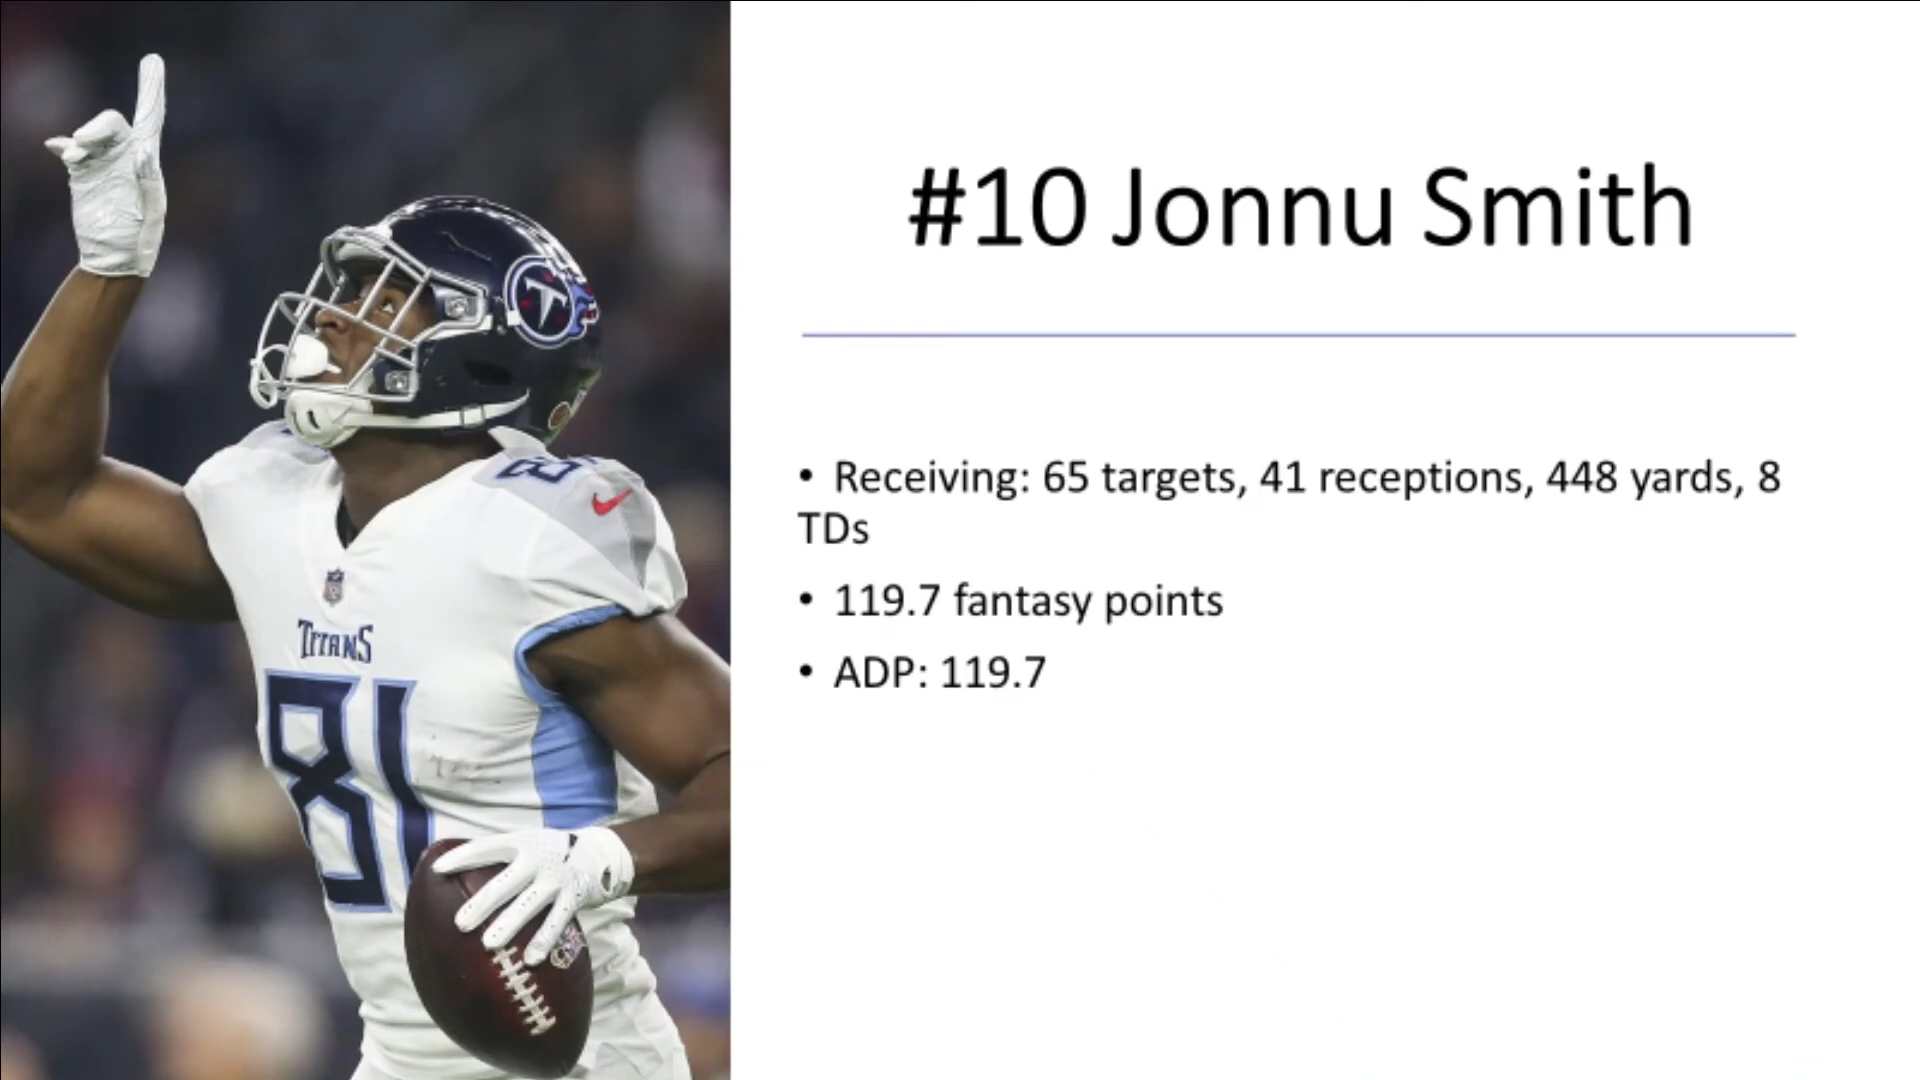 #10 Jonnu Smith
• Receiving: 65 targets, 41 receptions, 448 yards, 8
TDs
• 119.7 fantasy points
• ADP: 119.7
TITANS
81
T